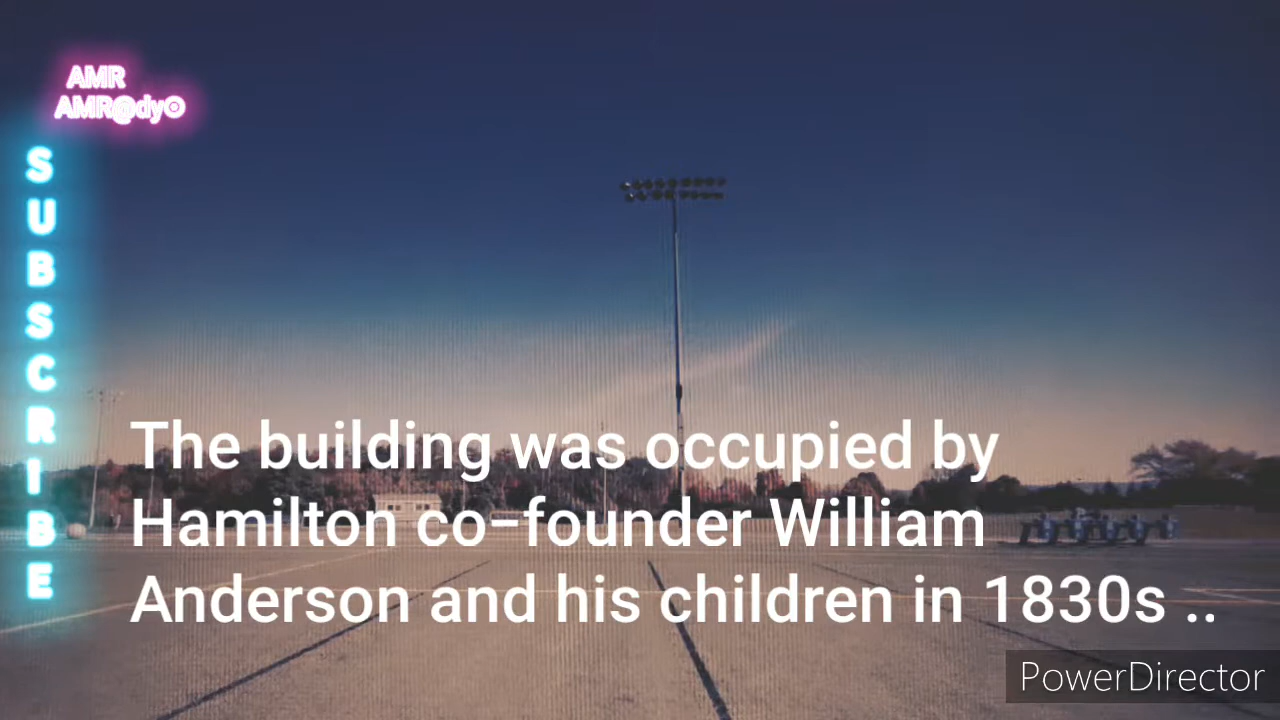 AMR
AMR@dy⊙
SUBSCRIBE
The building was occupied by
Hamilton co-founder William
Anderson and his children in 1830s ..
PowerDirector